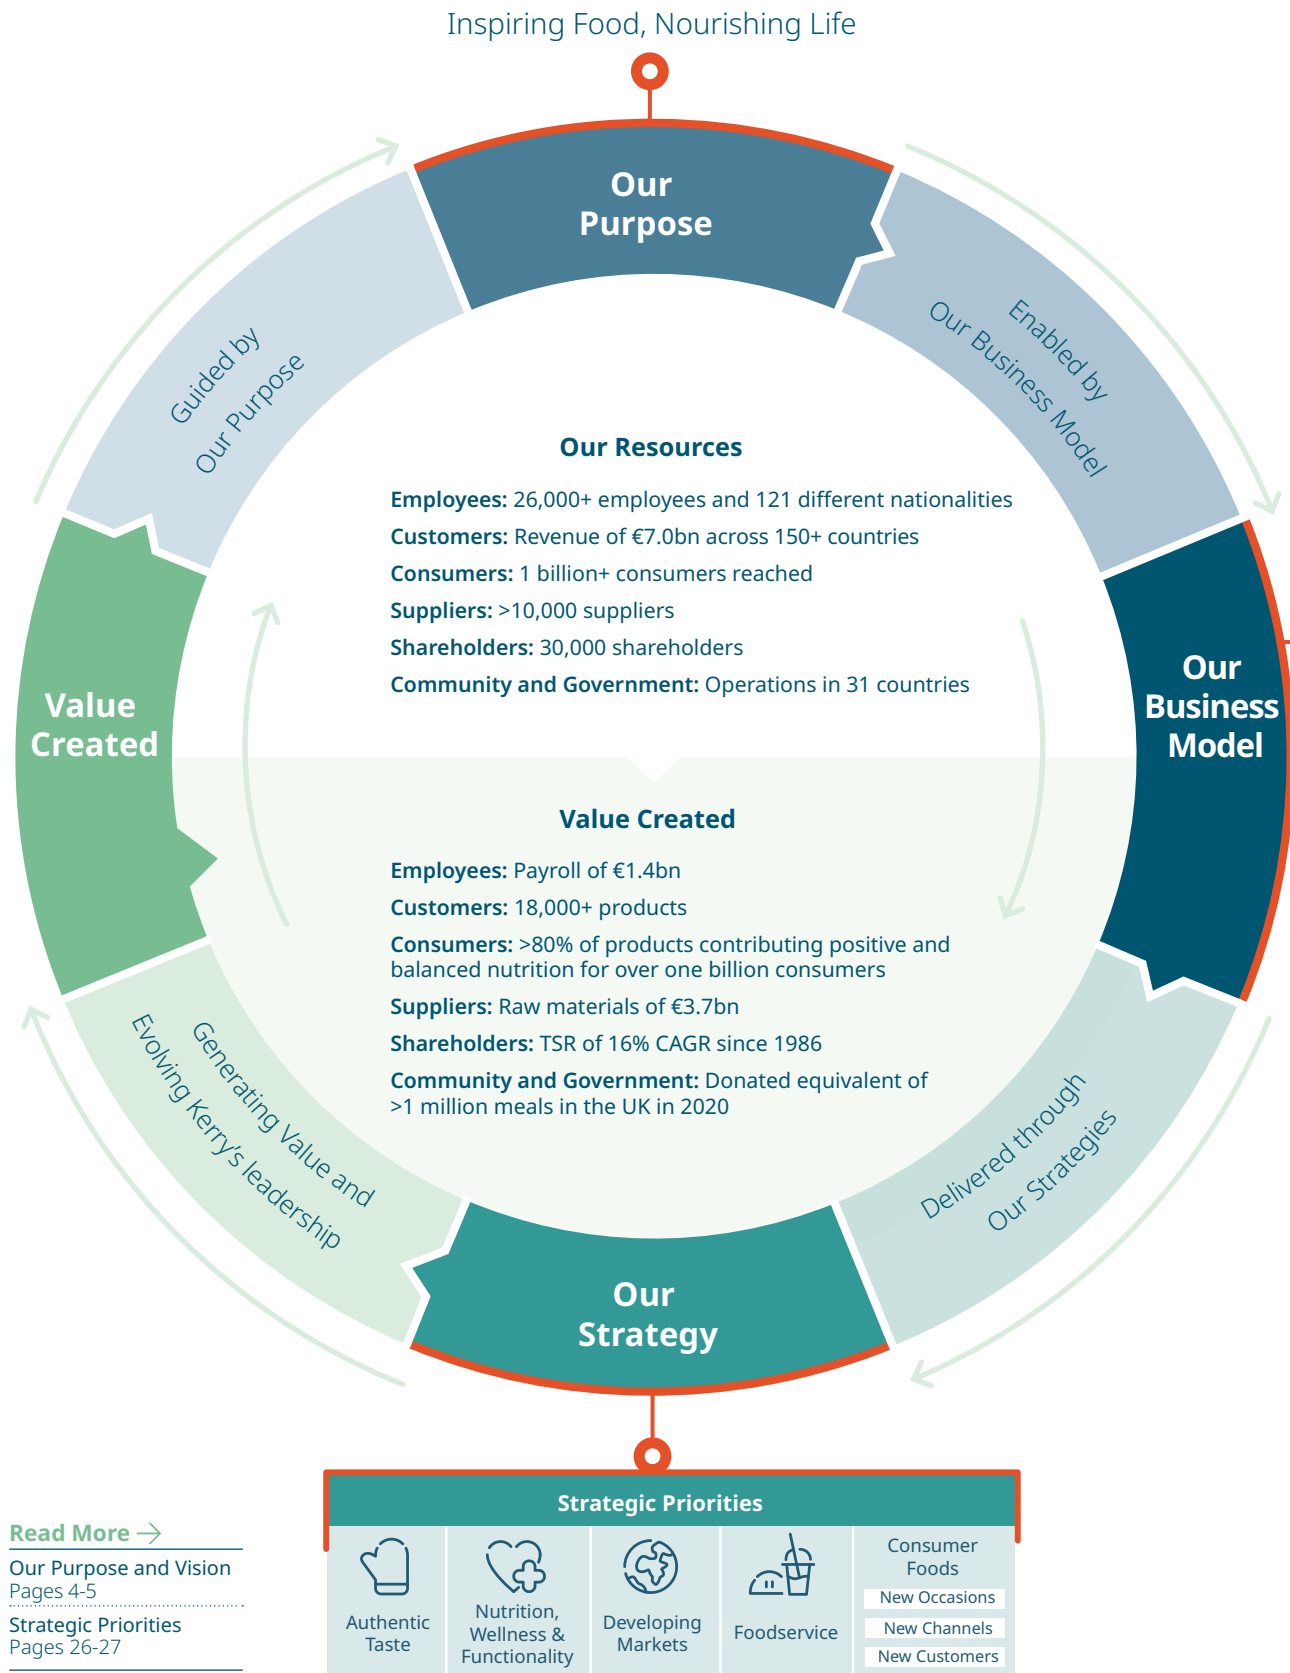 Inspiring Food, Nourishing Life
Our
Purpose
Guided by
Our Purpose
Enabled by
Our Business Model
Our Resources
Employees: 26,000+ employees and 121 different nationalities
Customers: Revenue of €7.0bn across 150+ countries
Consumers: 1 billion+ consumers reached
Suppliers: >10,000 suppliers
Shareholders: 30,000 shareholders
Community and Government: Operations in 31 countries
Value
Created
Our
Business
Model
Value Created
Employees: Payroll of €1.4bn
Customers: 18,000+ products
Consumers: >80% of products contributing positive and
balanced nutrition for over one billion consumers
Suppliers: Raw materials of €3.7bn
Shareholders: TSR of 16% CAGR since 1986
Community and Government: Donated equivalent of
>1 million meals in the UK in 2020
Generating Value and
Evolving Kerry's leadership
Delivered through
Our Strategies
Our
Strategy
Strategic Priorities
Authentic
Taste
Nutrition,
Wellness &
Functionality
Developing
Markets
Foodservice
Consumer
Foods
New Occasions
New Channels
New Customers
Read More
Our Purpose and Vision
Pages 4-5
Strategic Priorities
Pages 26-27